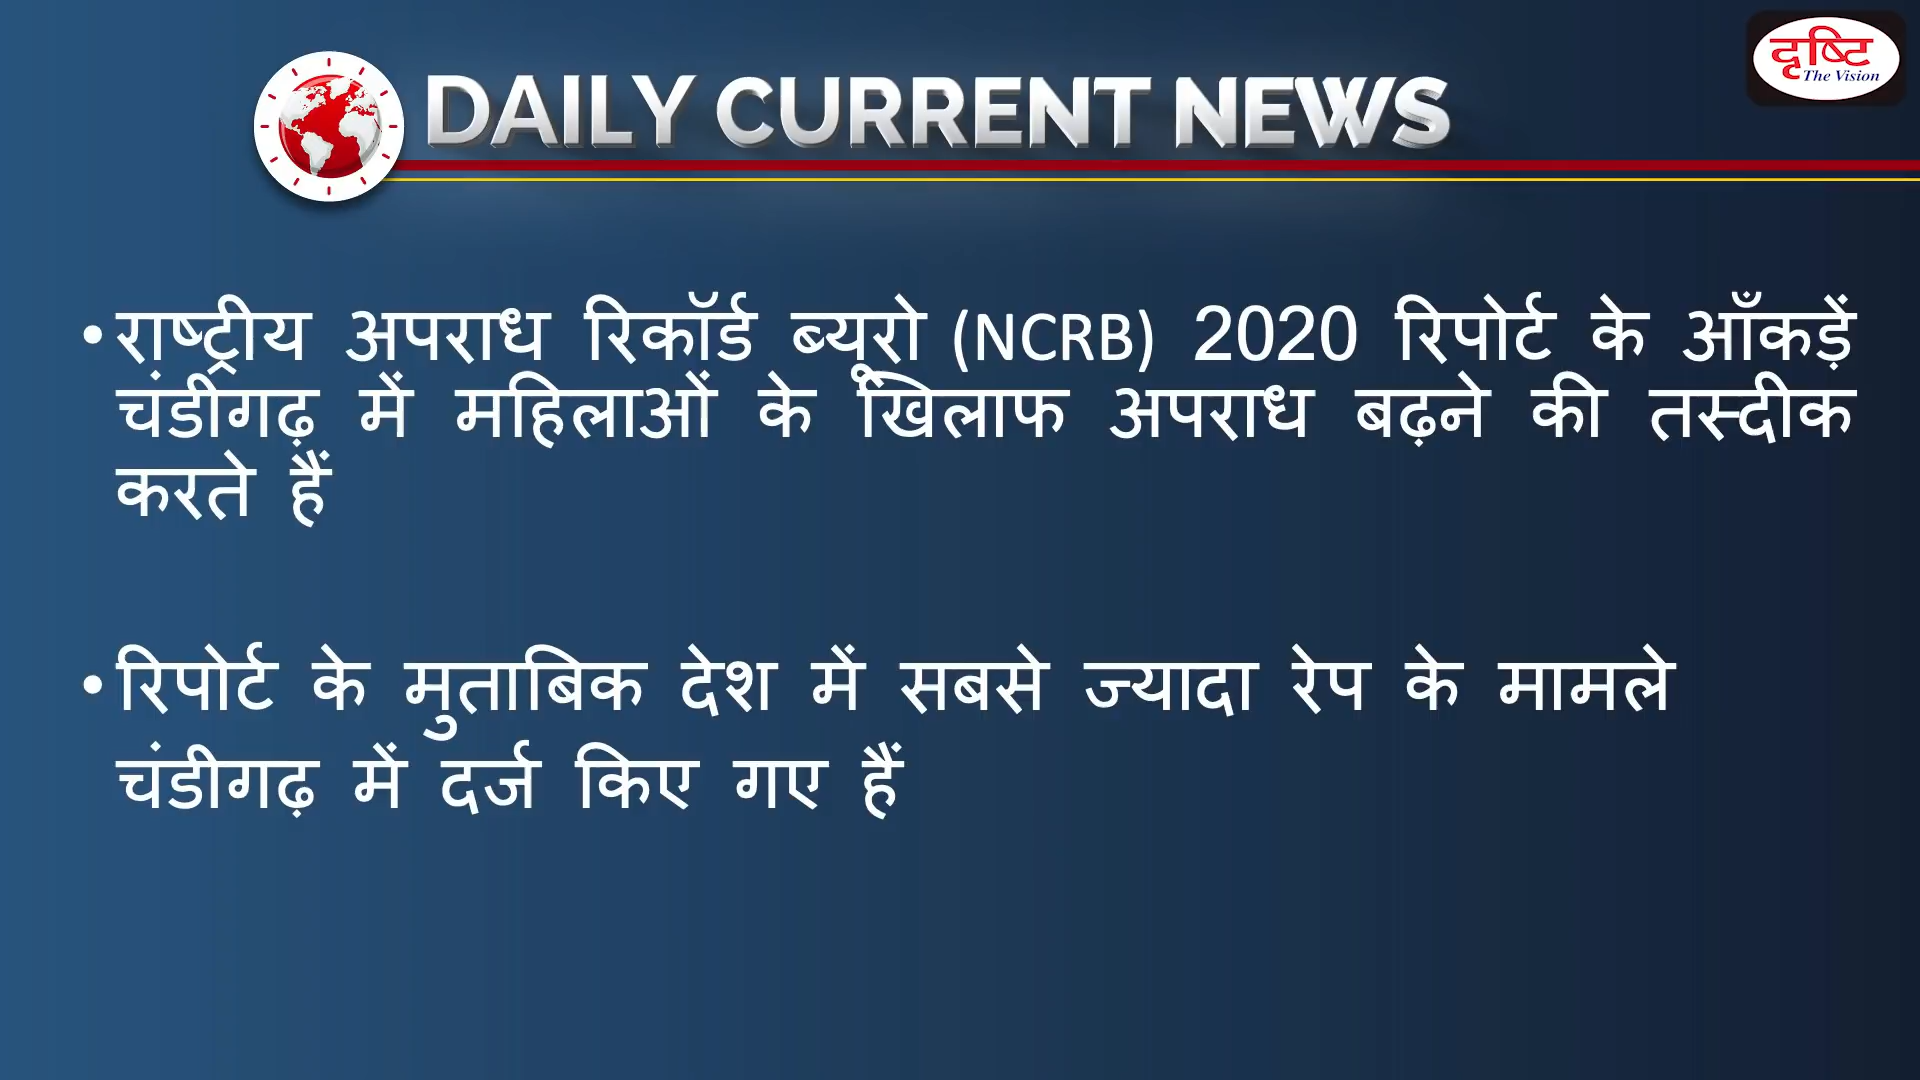 दृष्टि
The Vision
DAILY CURRENT NEWS
• राष्ट्रीय अपराध रिकॉर्ड ब्यूरो (NCRB) 2020 रिपोर्ट के आँकड़ें
चंडीगढ़ में महिलाओं के खिलाफ अपराध बढ़ने की तस्दीक
करते हैं
• रिपोर्ट के मुताबिक देश में सबसे ज्यादा रेप के मामले
चंडीगढ़ में दर्ज किए गए हैं